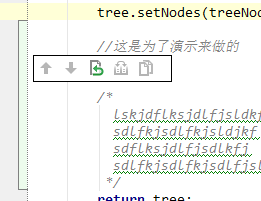 tree.setNodes(treeNod
//这是为了演示来做的
/*
lskjdflksjdlfjsldkj
sdlfkjsdlfkjsldjkf
sdflksjdlfjsdlkfj
sdlfkjsdlfkjsdlfjsl
*/
return tree;